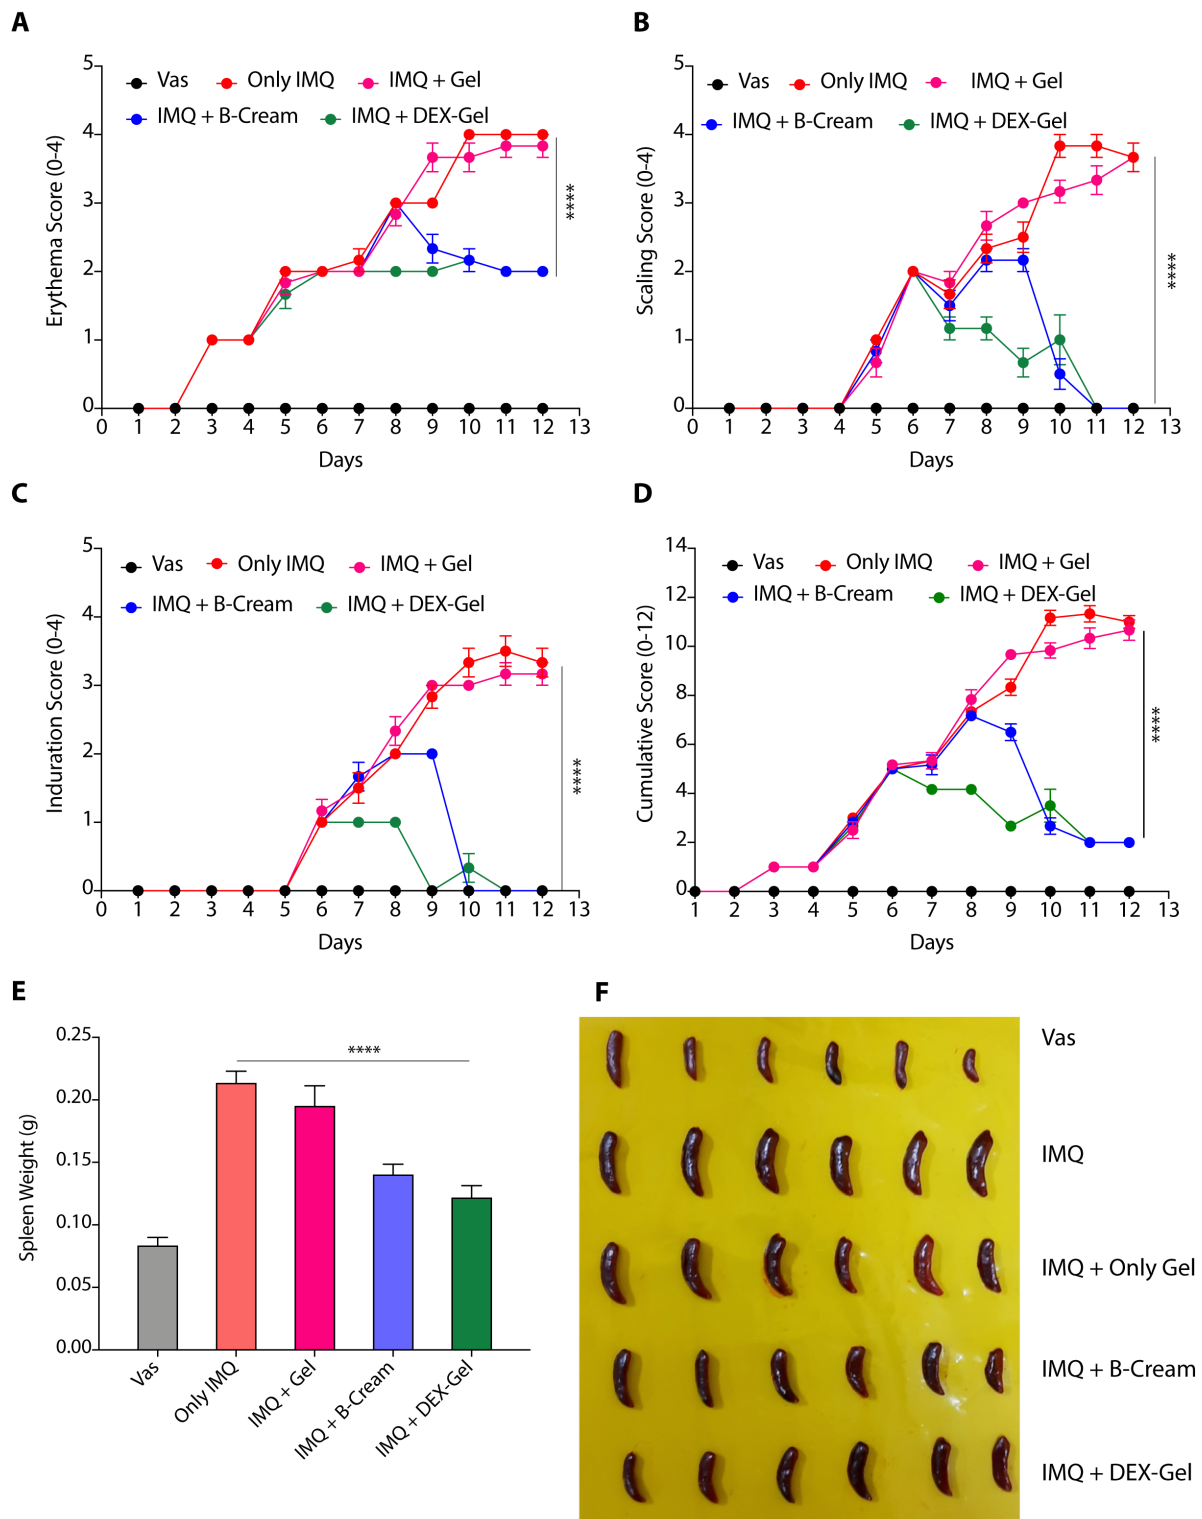 A
5
4
3
2
1
0
Erythema Score (0-4)
Vas
Only IMQ
IMQ + Gel
IMQ + B-Cream
IMQ + DEX-Gel
****
0 1 2 3 4 5 6 7 8 9 10 11 12 13
Days
B
5
4
3
2
1
0
Scaling Score (0-4)
Vas
Only IMQ
IMQ + Gel
IMQ + B-Cream
IMQ + DEX-Gel
****
0 1 2 3 4 5 6 7 8 9 10 11 12 13
Days
C
5
4
3
2
1
0
Induration Score (0-4)
Vas
Only IMQ
IMQ + Gel
IMQ + B-Cream
IMQ + DEX-Gel
****
0 1 2 3 4 5 6 7 8 9 10 11 12 13
Days
D
14
12
10
8
6
4
2
0
Cumulative Score (0-12)
Vas
Only IMQ
IMQ + Gel
IMQ + B-Cream
IMQ + DEX-Gel
****
1 2 3 4 5 6 7 8 9 10 11 12 13
Days
E
0.25
0.20
0.15
0.10
0.05
0.00
Spleen Weight (g)
****
Vas
Only IMQ
IMQ + Gel
IMQ + B-Cream
IMQ + DEX-Gel
F
Vas
IMQ
IMQ + Only Gel
IMQ + B-Cream
IMQ + DEX-Gel